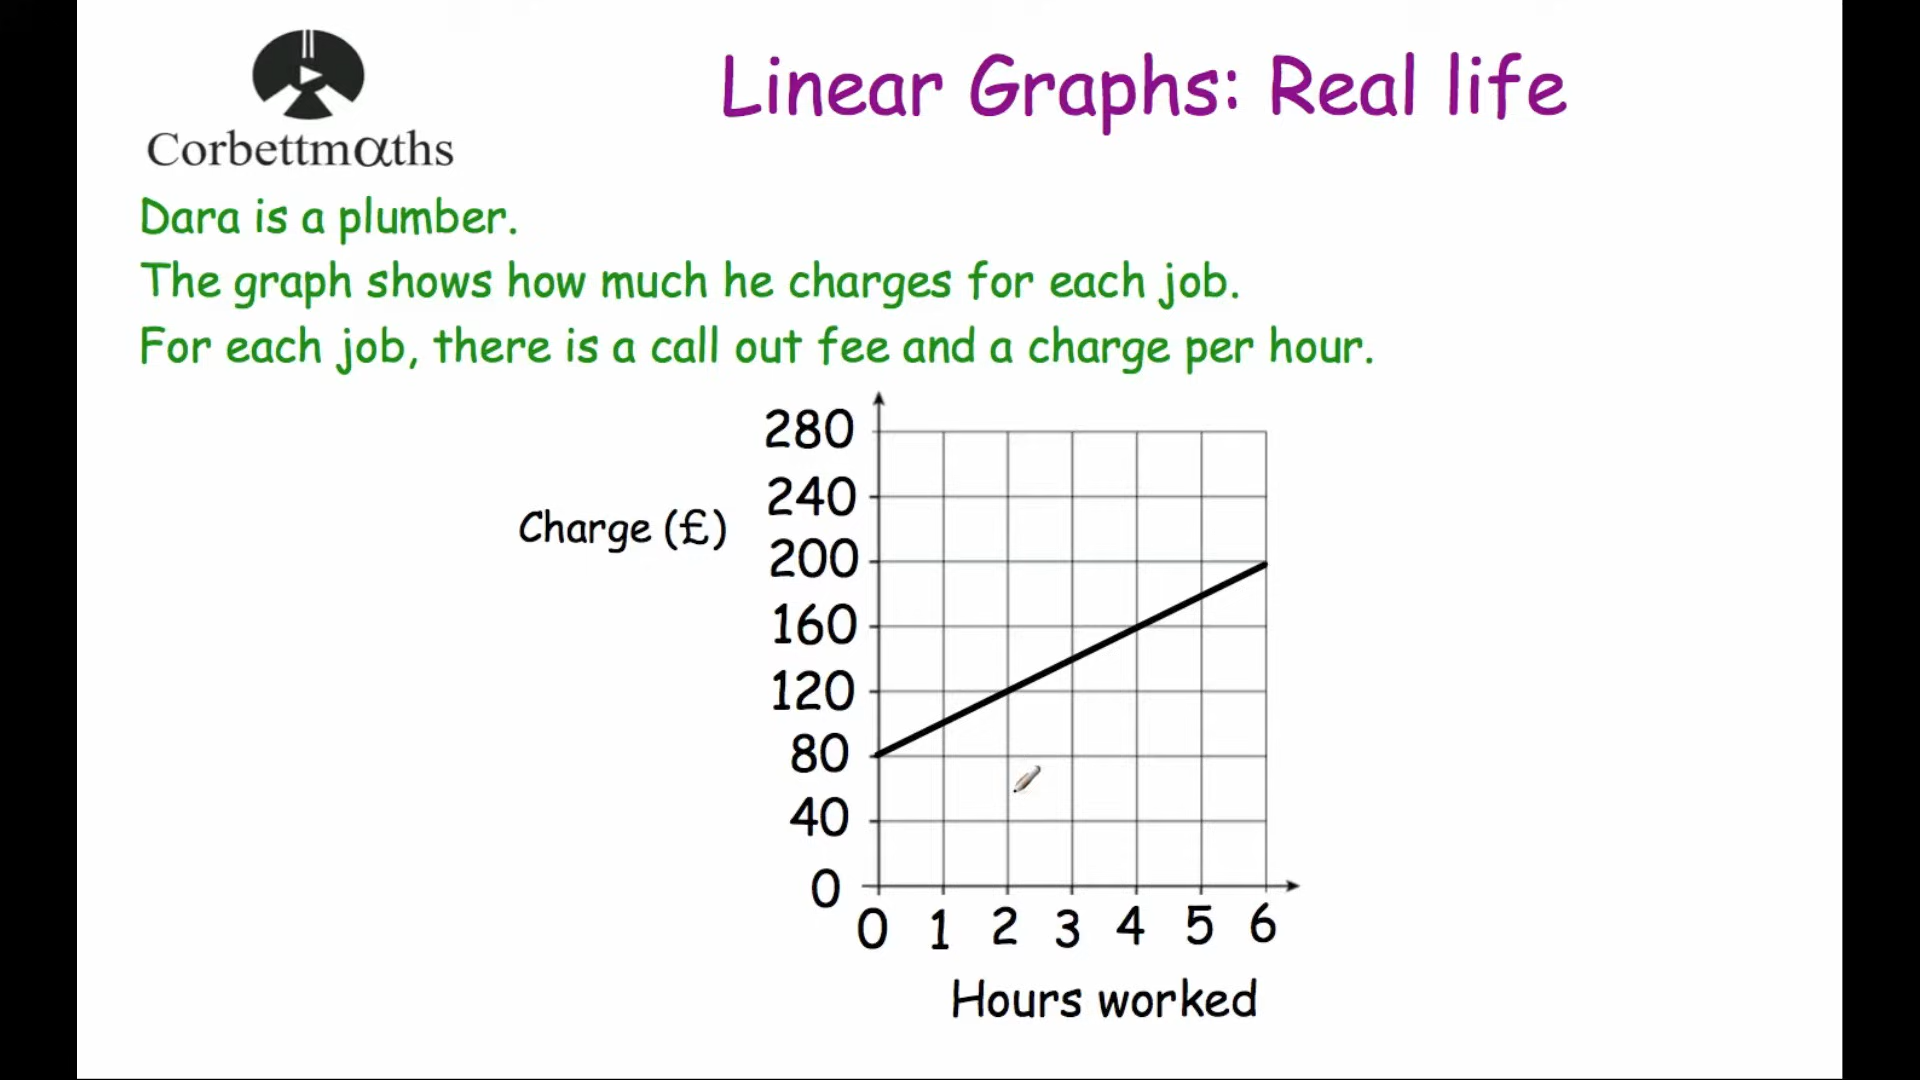 Linear Graphs: Real life
Corbettmαths
Dara is a plumber.
The graph shows how much he charges for each job.
For each job, there is a call out fee and a charge per hour.
280
240
Charge (£)
200
160
120
80
40
0
0 1 2 3 4 5 6
Hours worked